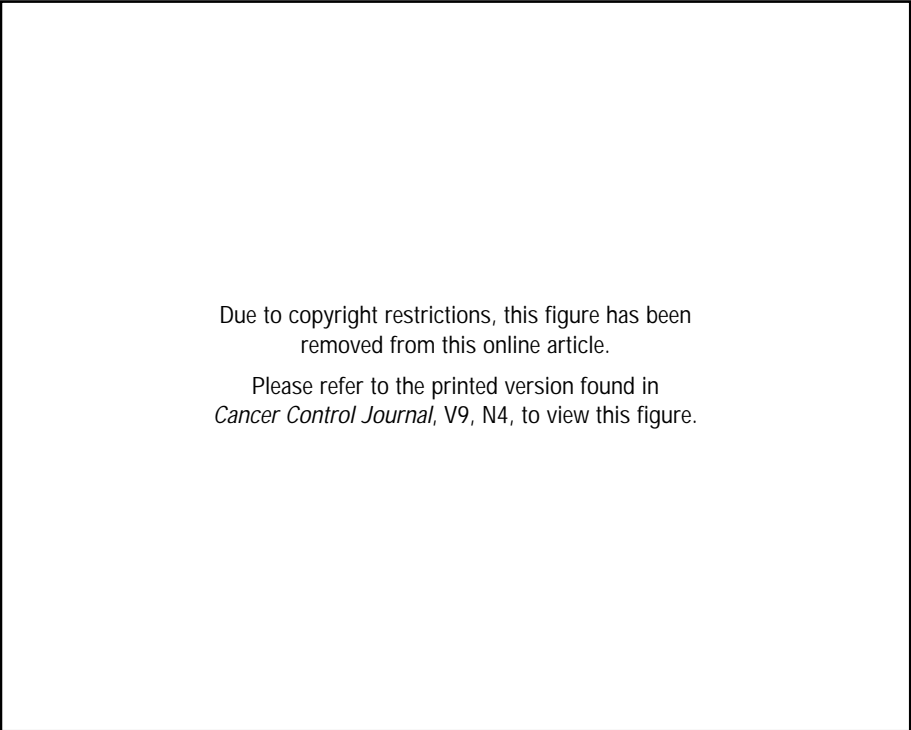 Due to copyright restrictions, this figure has been
removed from this online article.
Please refer to the printed version found in
Cancer Control Journal, V9, N4, to view this figure.